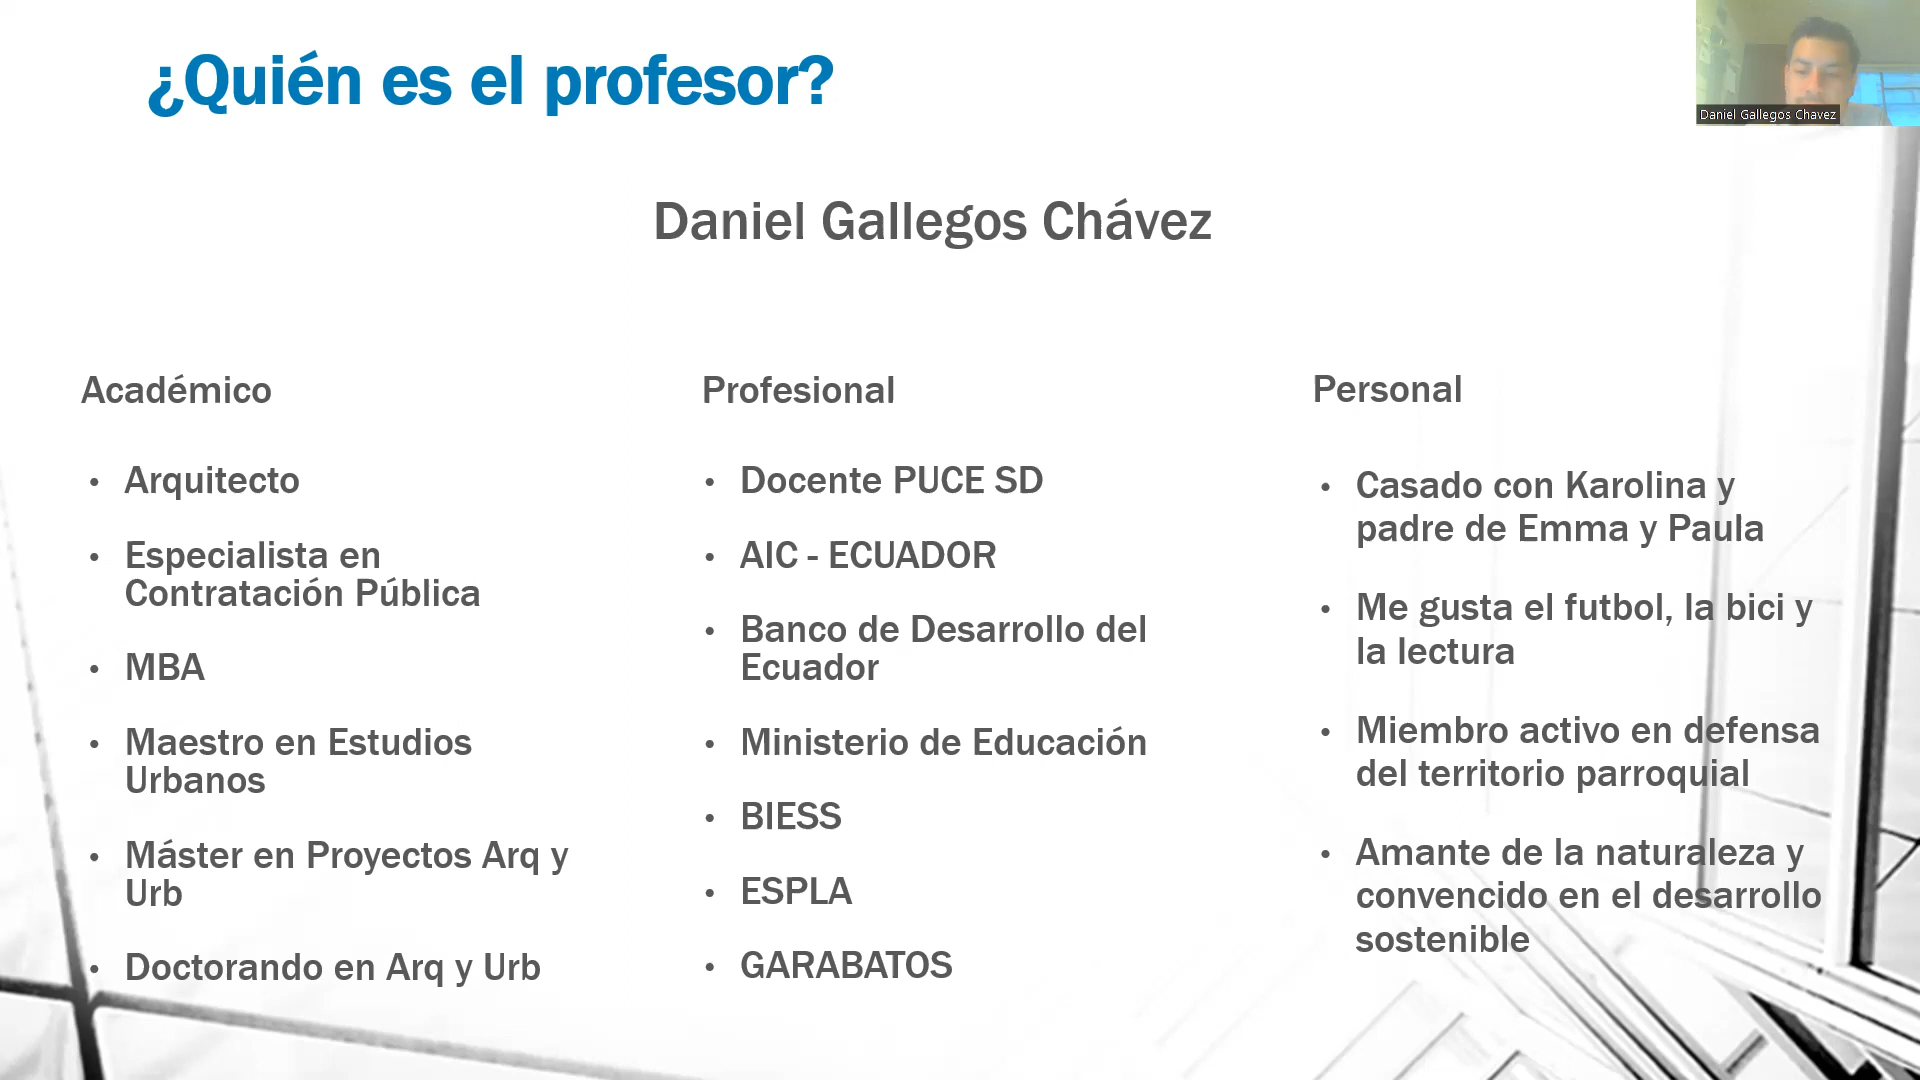 ¿Quién es el profesor?
Daniel Gallegos Chavez
Daniel Gallegos Chávez
Académico
• Arquitecto
• Especialista en
Contratación Pública
• MBA
• Maestro en Estudios
Urbanos
• Máster en Proyectos Arq y
Urb
• Doctorando en Arq y Urb
Profesional
• Docente PUCE SD
• AIC - ECUADOR
• Banco de Desarrollo del
Ecuador
• Ministerio de Educación
• BIESS
• ESPLA
• GARABATOS
Personal
• Casado con Karolina y
padre de Emma y Paula
• Me gusta el futbol, la bici y
la lectura
• Miembro activo en defensa
del territorio parroquial
• Amante de la naturaleza y
convencido en el desarrollo
sostenible